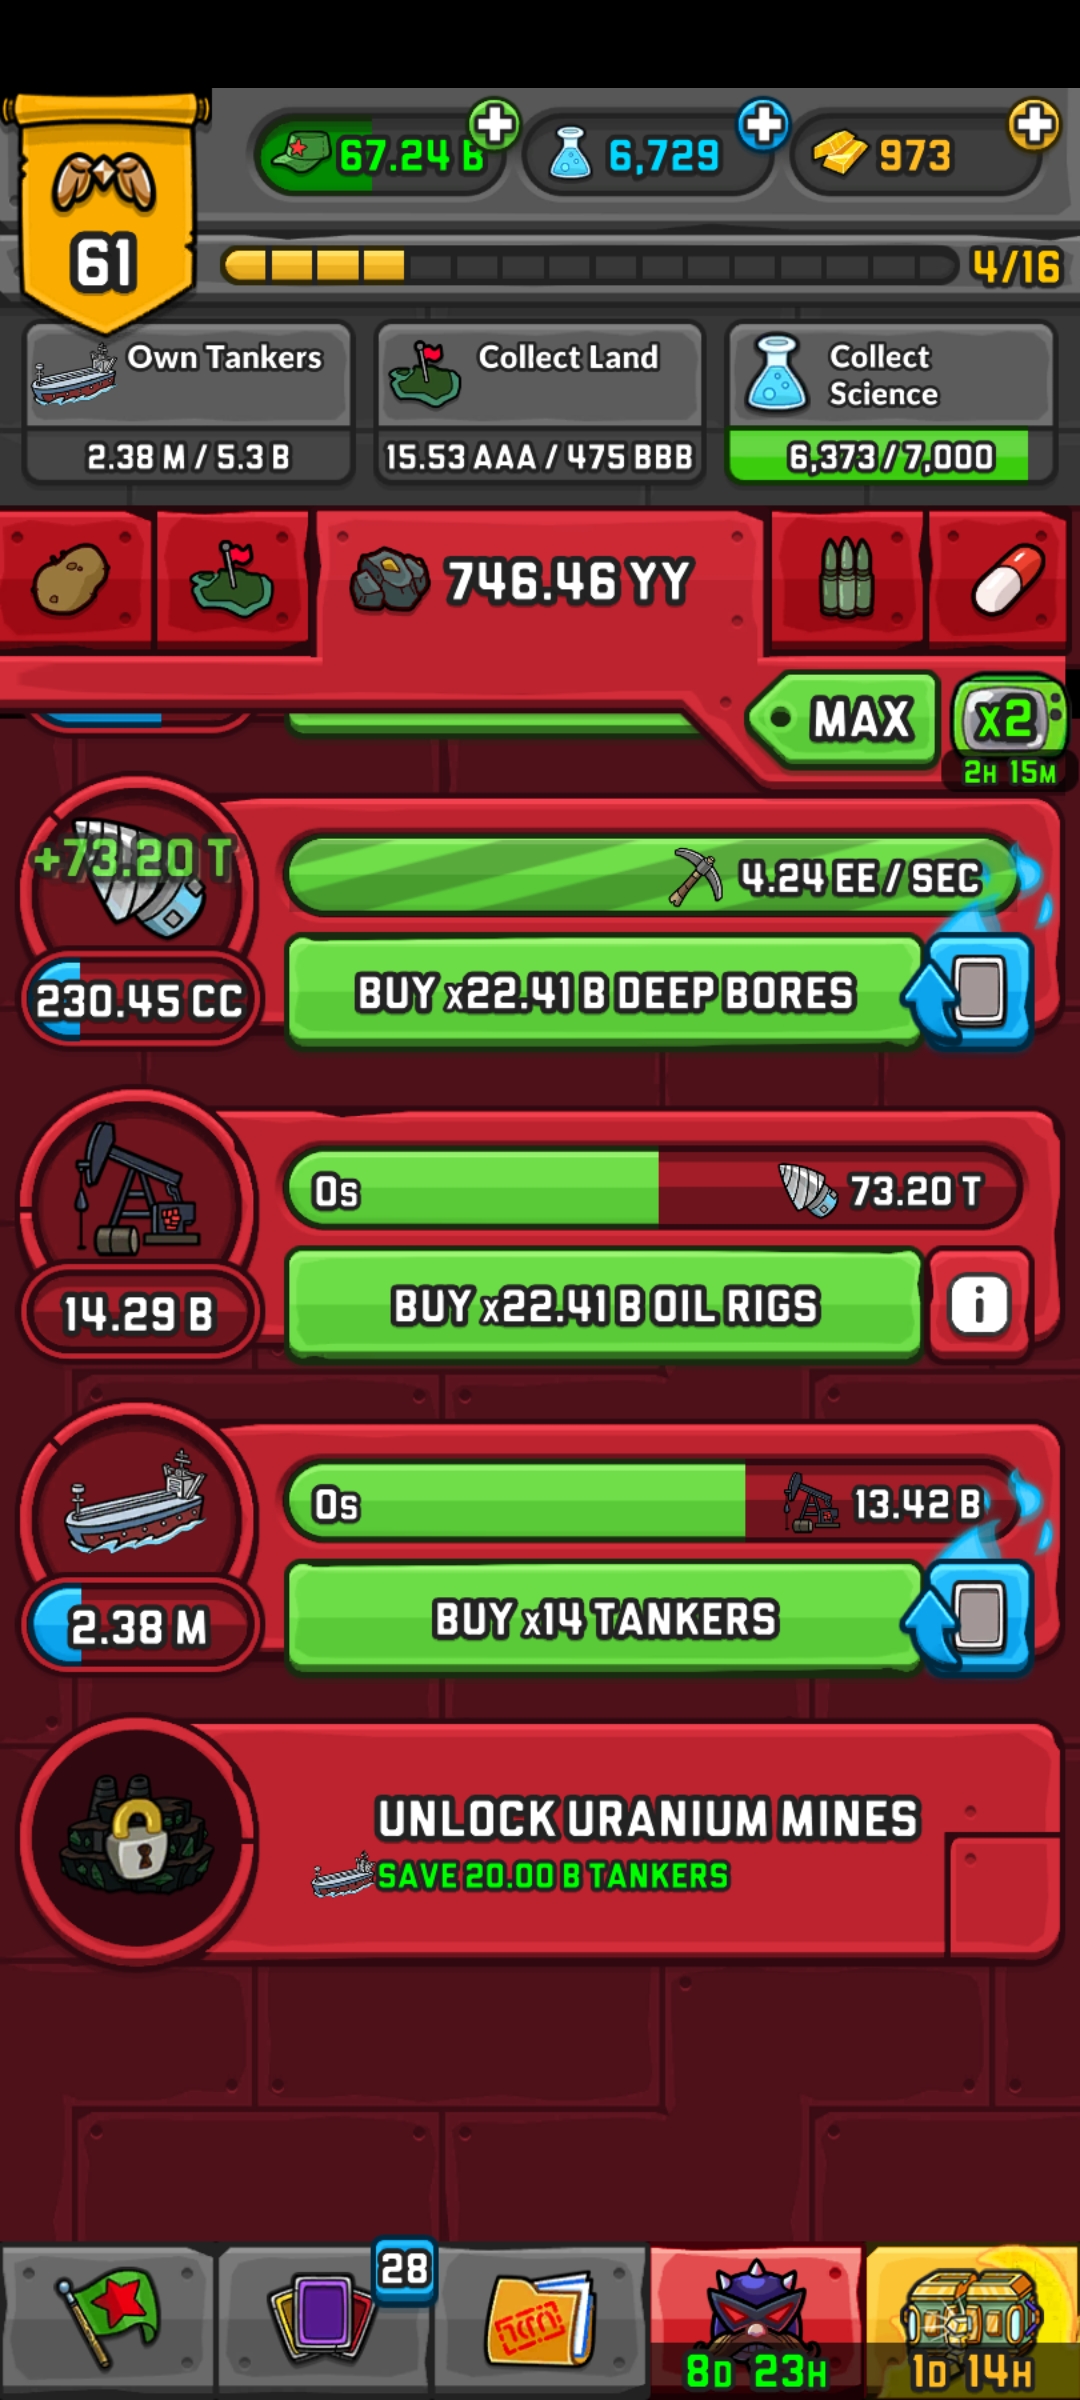 67.24 B
6,729
973
61
4/16
Own Tankers
2.38 M / 5.3 B
Collect Land
15.53 AAA / 475 BBB
Collect
Science
6,373 / 7,000
746.46 YY
MAX
x2
2H 15M
+73.20 T
4.24 EE / SEC
230.45 CC
BUY x22.41 B DEEP BORES
0s
73.20 T
14.29 B
BUY x22.41 B OIL RIGS
i
0s
13.42 B
2.38 M
BUY x14 TANKERS
UNLOCK URANIUM MINES
SAVE 20.00 B TANKERS
28
8D 23H
1D 14H